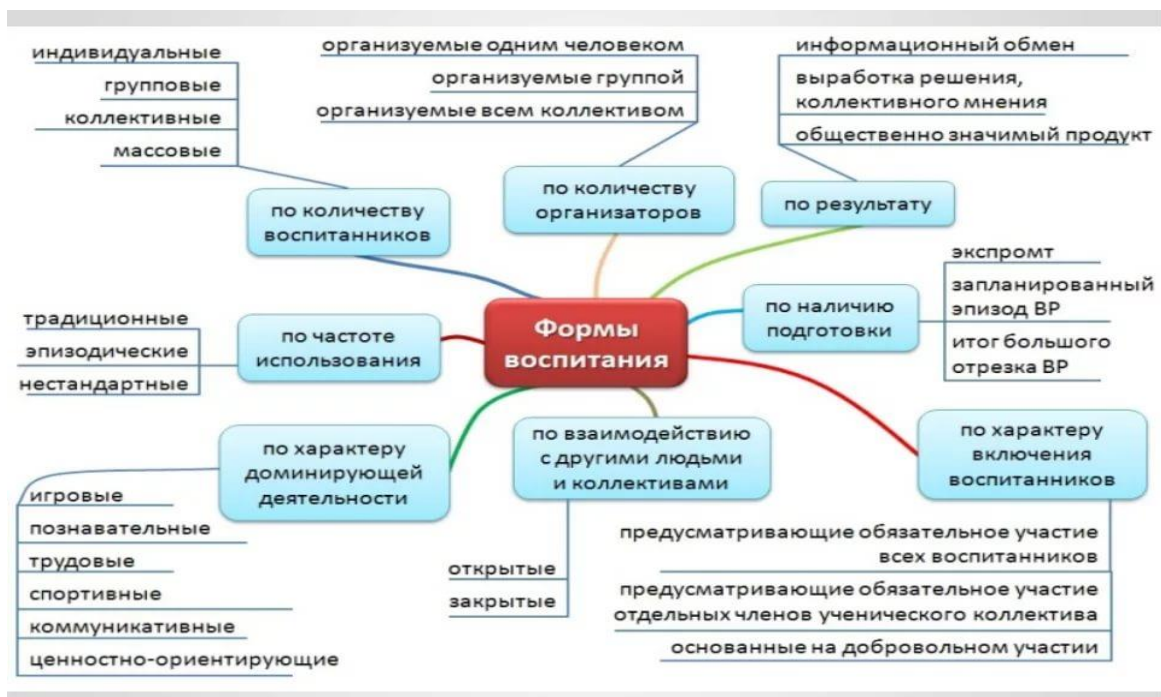 индивидуальные
групповые
коллективные
массовые
по количеству
воспитанников
организуемые одним человеком
организуемые группой
организуемые всем коллективом
по количеству
организаторов
информационный обмен
выработка решения,
коллективного мнения
общественно значимый продукт
по результату
традиционные
эпизодические
нестандартные
по частоте
использования
Формы
воспитания
по наличию
подготовки
экспромт
запланированный
эпизод ВР
итог большого
отрезка ВР
по характеру
доминирующей
деятельности
игровые
познавательные
трудовые
спортивные
коммуникативные
ценностно-ориентирующие
по взаимодействию
с другими людьми
и коллективами
открытые
закрытые
по характеру
включения
воспитанников
предусматривающие обязательное участие
всех воспитанников
предусматривающие обязательное участие
отдельных членов ученического коллектива
основанные на добровольном участии